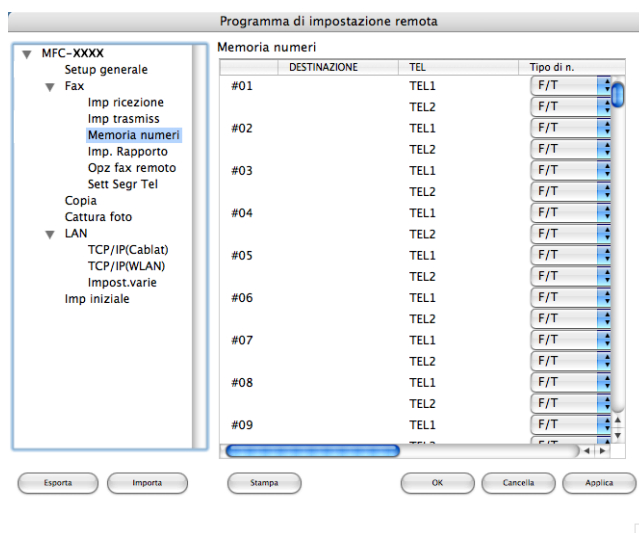 Programma di impostazione remota
MFC-XXXX
Setup generale
Fax
Imp ricezione
Imp trasmiss
Memoria numeri
Imp. Rapporto
Opz fax remoto
Sett Segr Tel
Copia
Cattura foto
LAN
TCP/IP(Cablat)
TCP/IP(WLAN)
Impost.varie
Imp iniziale
Memoria numeri
DESTINAZIONE TEL Tipo di n.
#01 TEL1 F/T
TEL2 F/T
#02 TEL1 F/T
TEL2 F/T
#03 TEL1 F/T
TEL2 F/T
#04 TEL1 F/T
TEL2 F/T
#05 TEL1 F/T
TEL2 F/T
#06 TEL1 F/T
TEL2 F/T
#07 TEL1 F/T
TEL2 F/T
#08 TEL1 F/T
TEL2 F/T
#09 TEL1 F/T
Esporta Importa Stampa OK Cancella Applica